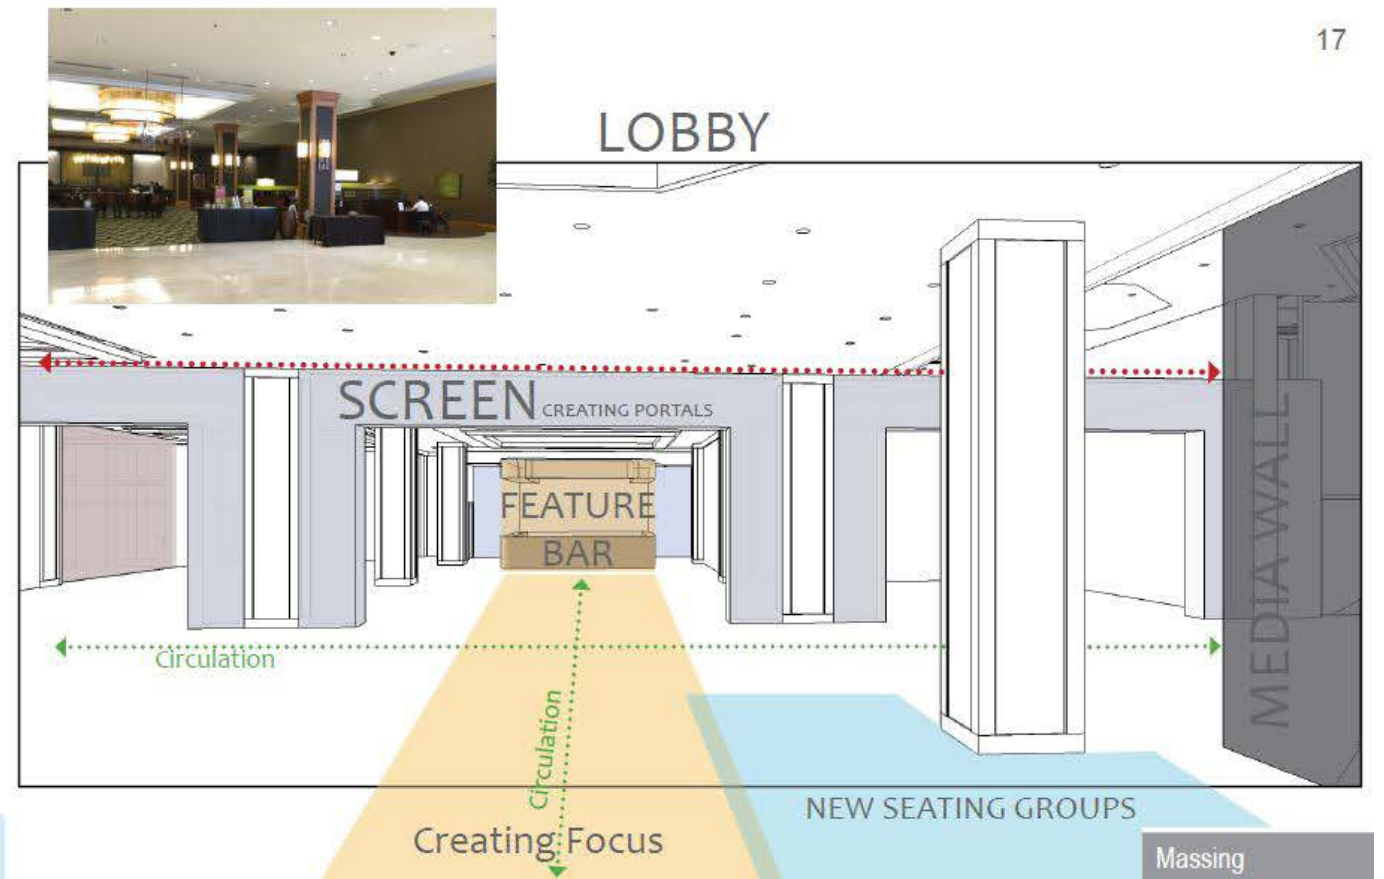 17
LOBBY
SCREEN CREATING PORTALS
FEATURE
BAR
MEDIA WALL
Circulation
Circulation
NEW SEATING GROUPS
Creating Focus
Massing